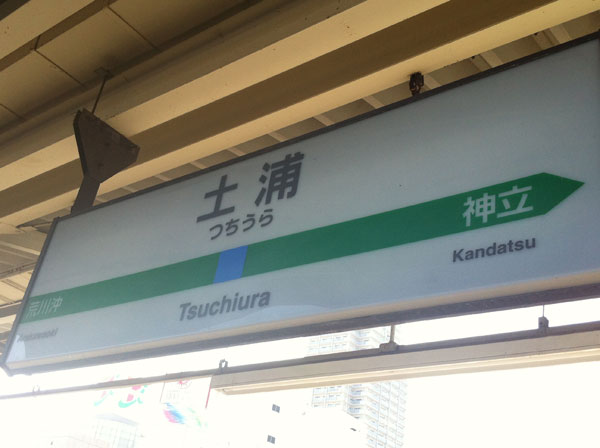 土浦
つちうら
荒川沖
神立
Tsuchiura
Kandatsu